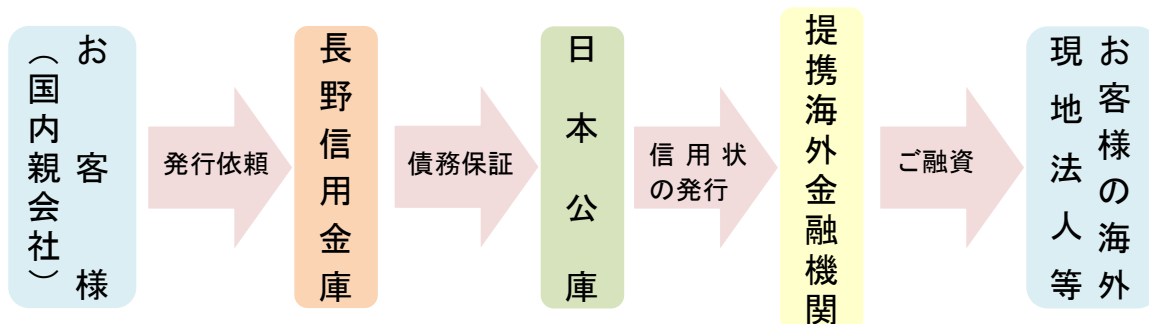 お客様
（国内親会社）
発行依頼
長野信用金庫
債務保証
日本公庫
信用状
の発行
提携海外金融機関
ご融資
お客様の海外
現地法人等